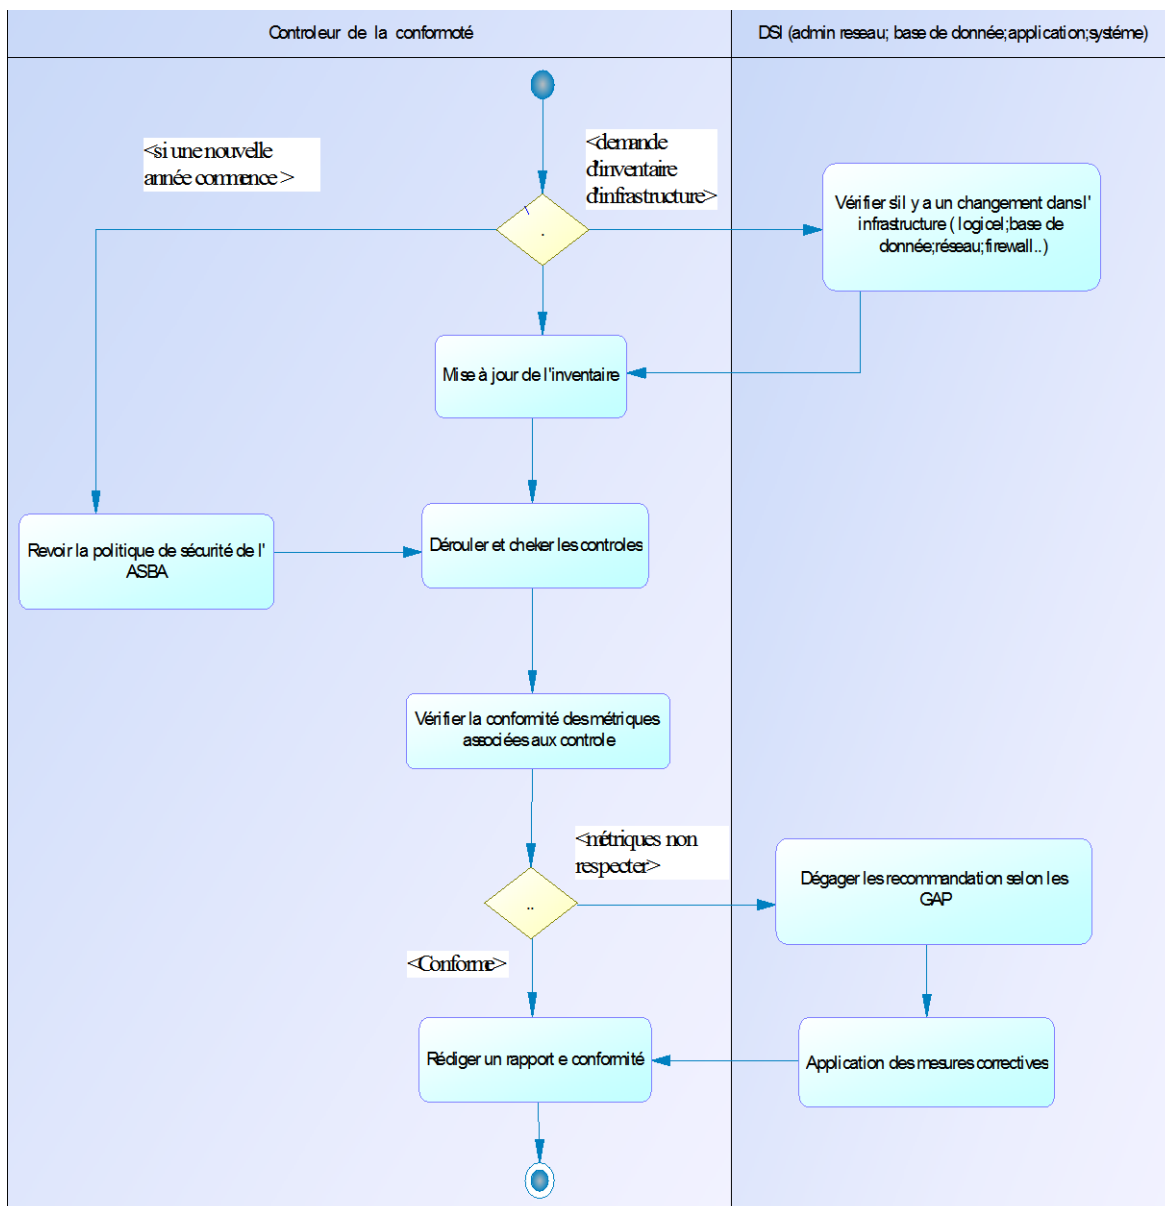 Controleur de la conformoté
DSI (admin reseau; base de donnée;application;systéme)
<si une nouvelle
année commence >
<demande
d'inventaire
d'infrastructure>
Vérifier s'il y a un changement dans l'
infrastructure ( logicel;base de
donnée;réseau;firewall..)
.
Mise à jour de l'inventaire
Revoir la politique de sécurité de l'
ASBA
Dérouler et cheker les controles
Vérifier la conformité des métriques
associées aux controle
<métriques non
respecter>
Dégager les recommandation selon les
GAP
..
<Conforme>
Rédiger un rapport e conformité
Application des mesures correctives